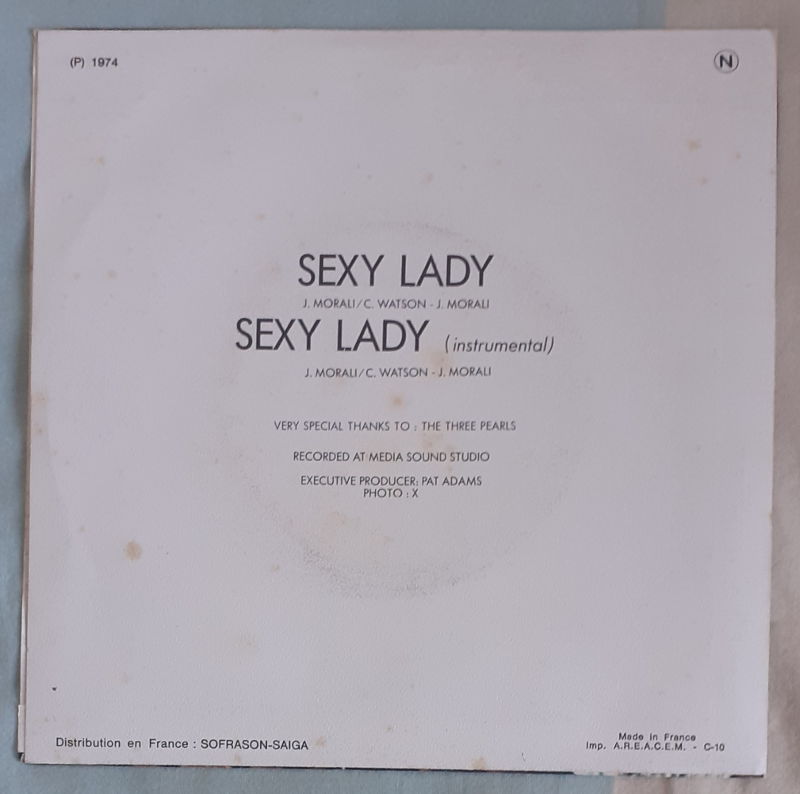 (P) 1974
N
SEXY LADY
J. MORALI/C. WATSON - J. MORALI
SEXY LADY (instrumental)
J. MORALI/C. WATSON - J. MORALI
VERY SPECIAL THANKS TO : THE THREE PEARLS
RECORDED AT MEDIA SOUND STUDIO
EXECUTIVE PRODUCER: PAT ADAMS
PHOTO : X
Distribution en France : SOFRASON-SAIGA
Made in France
Imp. A.R.E.A.C.E.M. - C-10